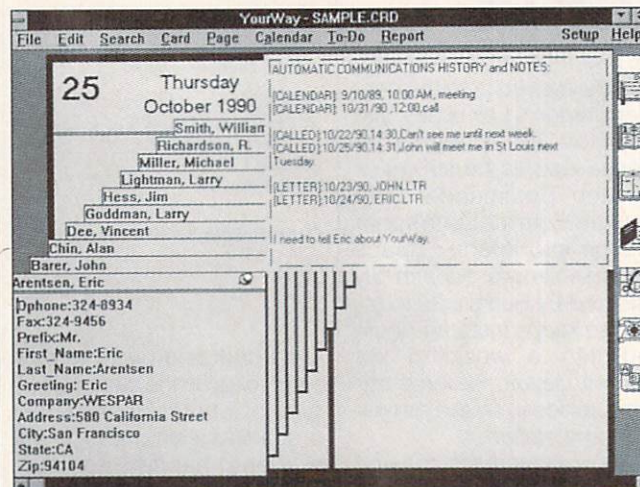 YourWay - SAMPLE.CRD
File Edit Search Card Page Calendar To-Do Report Setup Help
25
Thursday
October 1990
Smith, William
Richardson, R.
Miller, Michael
Lightman, Larry
Hess, Jim
Goddman, Larry
Dee, Vincent
Chin, Alan
Barer, John
Arentsen, Eric
Dphone:324-8934
Fax:324-9456
Prefix:Mr.
First_Name:Eric
Last_Name:Arentsen
Greeting: Eric
Company:WESPAR
Address:580 California Street
City:San Francisco
State:CA
Zip:94104
AUTOMATIC COMMUNICATIONS HISTORY and NOTES:
[CALENDAR]: 9/10/89, 10:00 AM, meeting
[CALENDAR]: 10/31/90 ,12:00,call
[CALLED]:10/22/90.14 30,Can't see me until next week.
[CALLED]:10/25/90.14 31,John will meet me in St Louis next
Tuesday.
[LETTER]:10/23/90, JOHN.LTR
[LETTER]:10/24/90, ERIC.LTR
I need to tell Eric about YourWay.